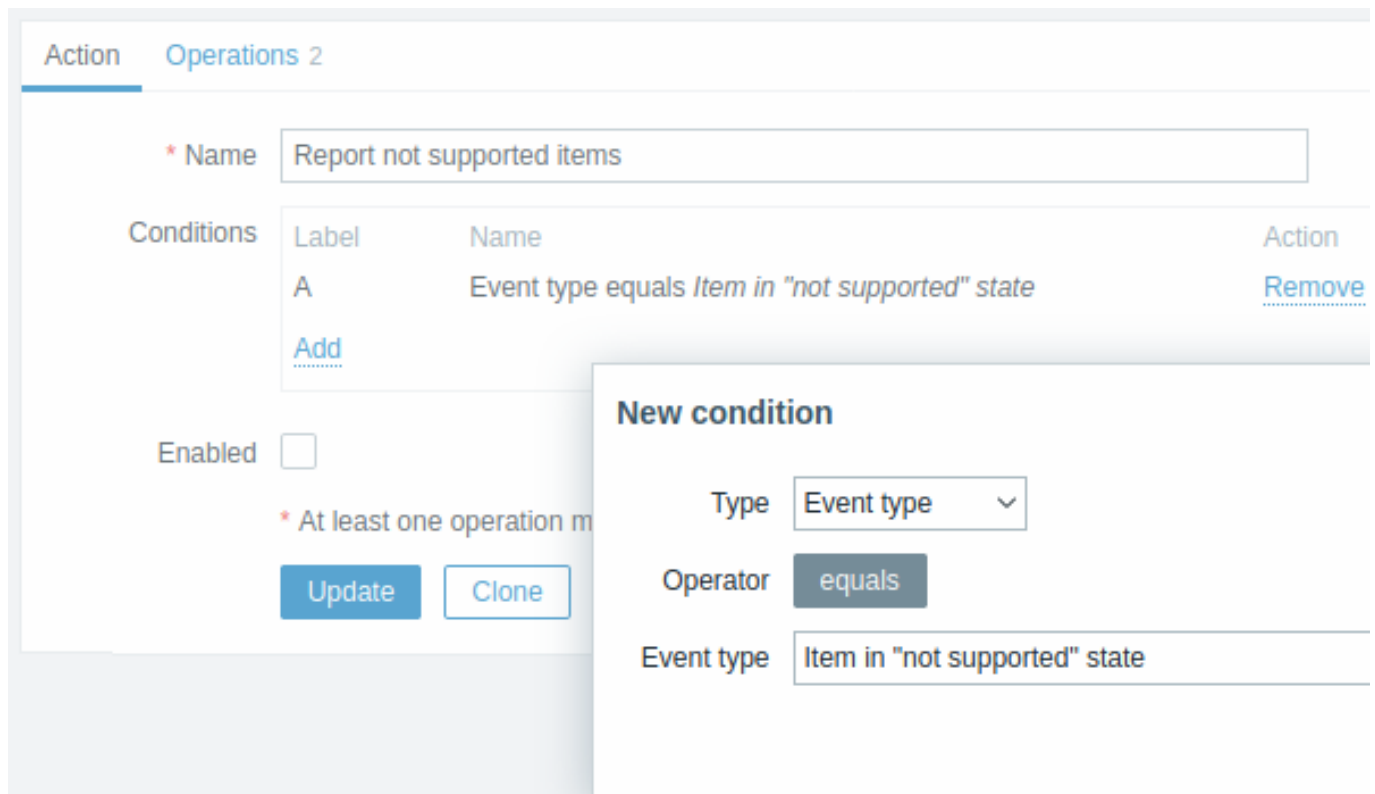 Action Operations 2
* Name Report not supported items
Conditions Label Name Action
A Event type equals Item in "not supported" state Remove
Add
New condition
Enabled
Type Event type
* At least one operation m
Operator equals
Update Clone
Event type Item in "not supported" state